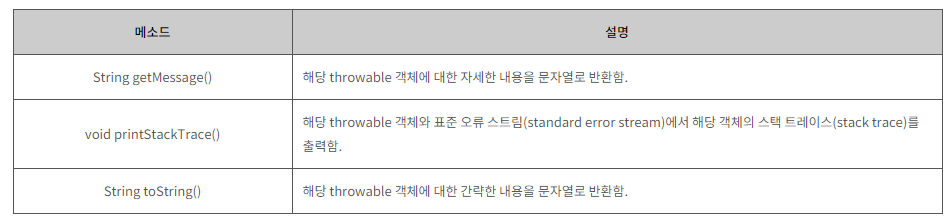 메소드 설명
String getMessage() 해당 throwable 객체에 대한 자세한 내용을 문자열로 반환함.
void printStackTrace() 해당 throwable 객체와 표준 오류 스트림(standard error stream)에서 해당 객체의 스택 트레이스(stack trace)를
출력함.
String toString() 해당 throwable 객체에 대한 간략한 내용을 문자열로 반환함.